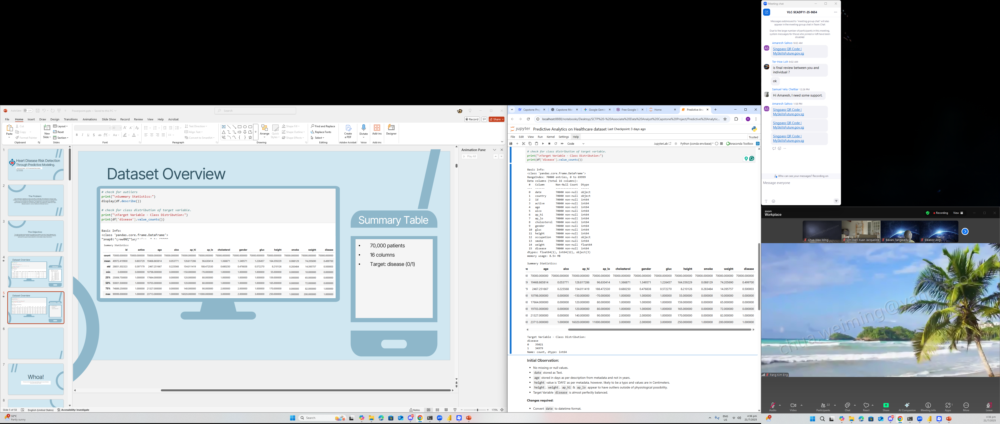 AutoSave Off Powerpoint.pptx • Saved to this PC Search
File Home Insert Draw Design Transitions Animations Slide Show Record Review View Help Acrobat Record Share
Paste Cut Copy Format Painter
New Slide Layout Reset Section
Text Direction Align Text Convert to SmartArt
Arrange Quick Styles Shape Fill Shape Outline Shape Effects
Find and Replace Replace Fonts Select
Create a PDF Dictate Add-ins Designer
Clipboard Slides Font Paragraph Drawing Editing Adobe Acrobat Voice Add-ins
1
Heart Disease Risk Detection
Through Predictive Modeling.
2
The Problem:
3
The Objective:
4
Dataset Overview
5
Dataset Overview
6
7
Whoa!
8
Dataset Overview
# check for outliers
print("\nSummary Statistics:")
display(df.describe())
# check for class distribution of target variable.
print("\nTarget Variable - Class Distribution:")
print(df['disease'].value_counts())
Basic Info:
<class 'pandas.core.frame.DataFrame'>
Summary Statistics:
id active age alco ap_hi ap_lo cholesterol gender gluc height smoke weight disease
count 70000.000000 70000.000000 70000.000000 70000.000000 70000.000000 70000.000000 70000.000000 70000.000000 70000.000000 70000.000000 70000.000000 70000.000000 70000.000000
mean 49972.419900 0.803729 19468.865814 0.053771 128.817286 96.630414 1.366871 1.349571 1.226457 164.359229 0.088129 74.205690 0.499700
std 28851.302323 0.397179 2467.251667 0.225568 154.011419 188.472530 0.680250 0.476838 0.572270 8.210126 0.283484 14.395757 0.500003
min 0.000000 0.000000 10798.000000 0.000000 -150.000000 -70.000000 1.000000 1.000000 1.000000 55.000000 0.000000 10.000000 0.000000
25% 25006.750000 1.000000 17664.000000 0.000000 120.000000 80.000000 1.000000 1.000000 1.000000 159.000000 0.000000 65.000000 0.000000
50% 50001.500000 1.000000 19703.000000 0.000000 120.000000 80.000000 1.000000 1.000000 1.000000 165.000000 0.000000 72.000000 0.000000
75% 74889.250000 1.000000 21327.000000 0.000000 140.000000 90.000000 2.000000 2.000000 1.000000 170.000000 0.000000 82.000000 1.000000
max 99999.000000 1.000000 23713.000000 1.000000 16020.000000 11000.000000 3.000000 2.000000 3.000000 250.000000 1.000000 200.000000 1.000000
Summary Table
• 70,000 patients
• 16 columns
• Target: disease (0/1)
Animation Pane
Play All
Slide 5 of 58 English (United States) Accessibility: Investigate Notes 175%
32°C
Partly sunny
Search
ENG
US
4:36 pm
21/7/2025
Capstone Proj Capstone Me Google Gemin Free Google S Home Predictive Ana
localhost:8888/notebooks/Desktop/SCTP%20-%20Associate%20Data%20Analyst%20Capstone%20Project/Predictive%20Analytic...
jupyter Predictive Analytics on Healthcare dataset Last Checkpoint: 3 days ago
File Edit View Run Kernel Settings Help Trusted
Code JupyterLab Python [conda env:base] * Anaconda Toolbox
# check for class distribution of target variable.
print("\nTarget Variable - Class Distribution:")
print(df['disease'].value_counts())
Basic Info:
<class 'pandas.core.frame.DataFrame'>
RangeIndex: 70000 entries, 0 to 69999
Data columns (total 16 columns):
# Column Non-Null Count Dtype
--- ------ -------------- -----
0 date 70000 non-null object
1 country 70000 non-null object
2 id 70000 non-null int64
3 active 70000 non-null int64
4 age 70000 non-null int64
5 alco 70000 non-null int64
6 ap_hi 70000 non-null int64
7 ap_lo 70000 non-null int64
8 cholesterol 70000 non-null int64
9 gender 70000 non-null int64
10 gluc 70000 non-null int64
11 height 70000 non-null int64
12 occupation 70000 non-null object
13 smoke 70000 non-null int64
14 weight 70000 non-null float64
15 disease 70000 non-null int64
dtypes: float64(1), int64(12), object(3)
memory usage: 8.5+ MB
Summary Statistics:
age alco ap_hi ap_lo cholesterol gender gluc height smoke weight disease
70000.000000 70000.000000 70000.000000 70000.000000 70000.000000 70000.000000 70000.000000 70000.000000 70000.000000 70000.000000 70000.000000
19468.865814 0.053771 128.817286 96.630414 1.366871 1.349571 1.226457 164.359229 0.088129 74.205690 0.499700
2467.251667 0.225568 154.011419 188.472530 0.680250 0.476838 0.572270 8.210126 0.283484 14.395757 0.500003
10798.000000 0.000000 -150.000000 -70.000000 1.000000 1.000000 1.000000 55.000000 0.000000 10.000000 0.000000
17664.000000 0.000000 120.000000 80.000000 1.000000 1.000000 1.000000 159.000000 0.000000 65.000000 0.000000
19703.000000 0.000000 120.000000 80.000000 1.000000 1.000000 1.000000 165.000000 0.000000 72.000000 0.000000
21327.000000 0.000000 140.000000 90.000000 2.000000 2.000000 1.000000 170.000000 0.000000 82.000000 1.000000
23713.000000 1.000000 16020.000000 11000.000000 3.000000 2.000000 3.000000 250.000000 1.000000 200.000000 1.000000
Target Variable - Class Distribution:
disease
0 35021
1 34979
Name: count, dtype: int64
Initial Observation:
• No missing or null values.
• date stored as Text.
• age stored in days as per description from metadata and not in years.
• height value is 'DAYS' as per metadata, however, likely to be a typo and values are in Centimeters.
• height, weight, ap_hi & ap_lo appear to have outliers outside of physiological possibility.
• Target Variable disease is almost perfectly balanced.
Changes required:
• Convert date to datetime format.
Meeting chat
VLC-SCADF11-25-0654
Messages addressed to "meeting group chat" will also
appear in the meeting group chat in Team Chat
Due to the large number of participants in this meeting,
system messages for those who joined or left have been
disabled
Amaresh Sahoo 9:02 AM
AS
Singpass QR Code |
MySkillsFuture.gov.sg
Ter-Hoe Loh 9:02 AM
is final review between you and
individual ?
ok
Samuel Velu Chettiar 12:26 PM
Hi Amaresh, I need some support.
Amaresh Sahoo 1:58 PM
AS
Singpass QR Code |
MySkillsFuture.gov.sg
Singpass QR Code |
MySkillsFuture.gov.sg
Singpass QR Code |
MySkillsFuture.gov.sg
Who can see your messages? Recording on
Message everyone
zoom
Workplace
Recording View
Chua Wee Ming Lim Wen Xuan Jacqueline Bavani Tangavellu Eleanor Ang
chua.weiming@ya
Pang Kim Eng
Audio Video Participants 22 Chat React Share AI Companion Meeting info Apps 1 More Leave
4:36 pm
21/7/2025